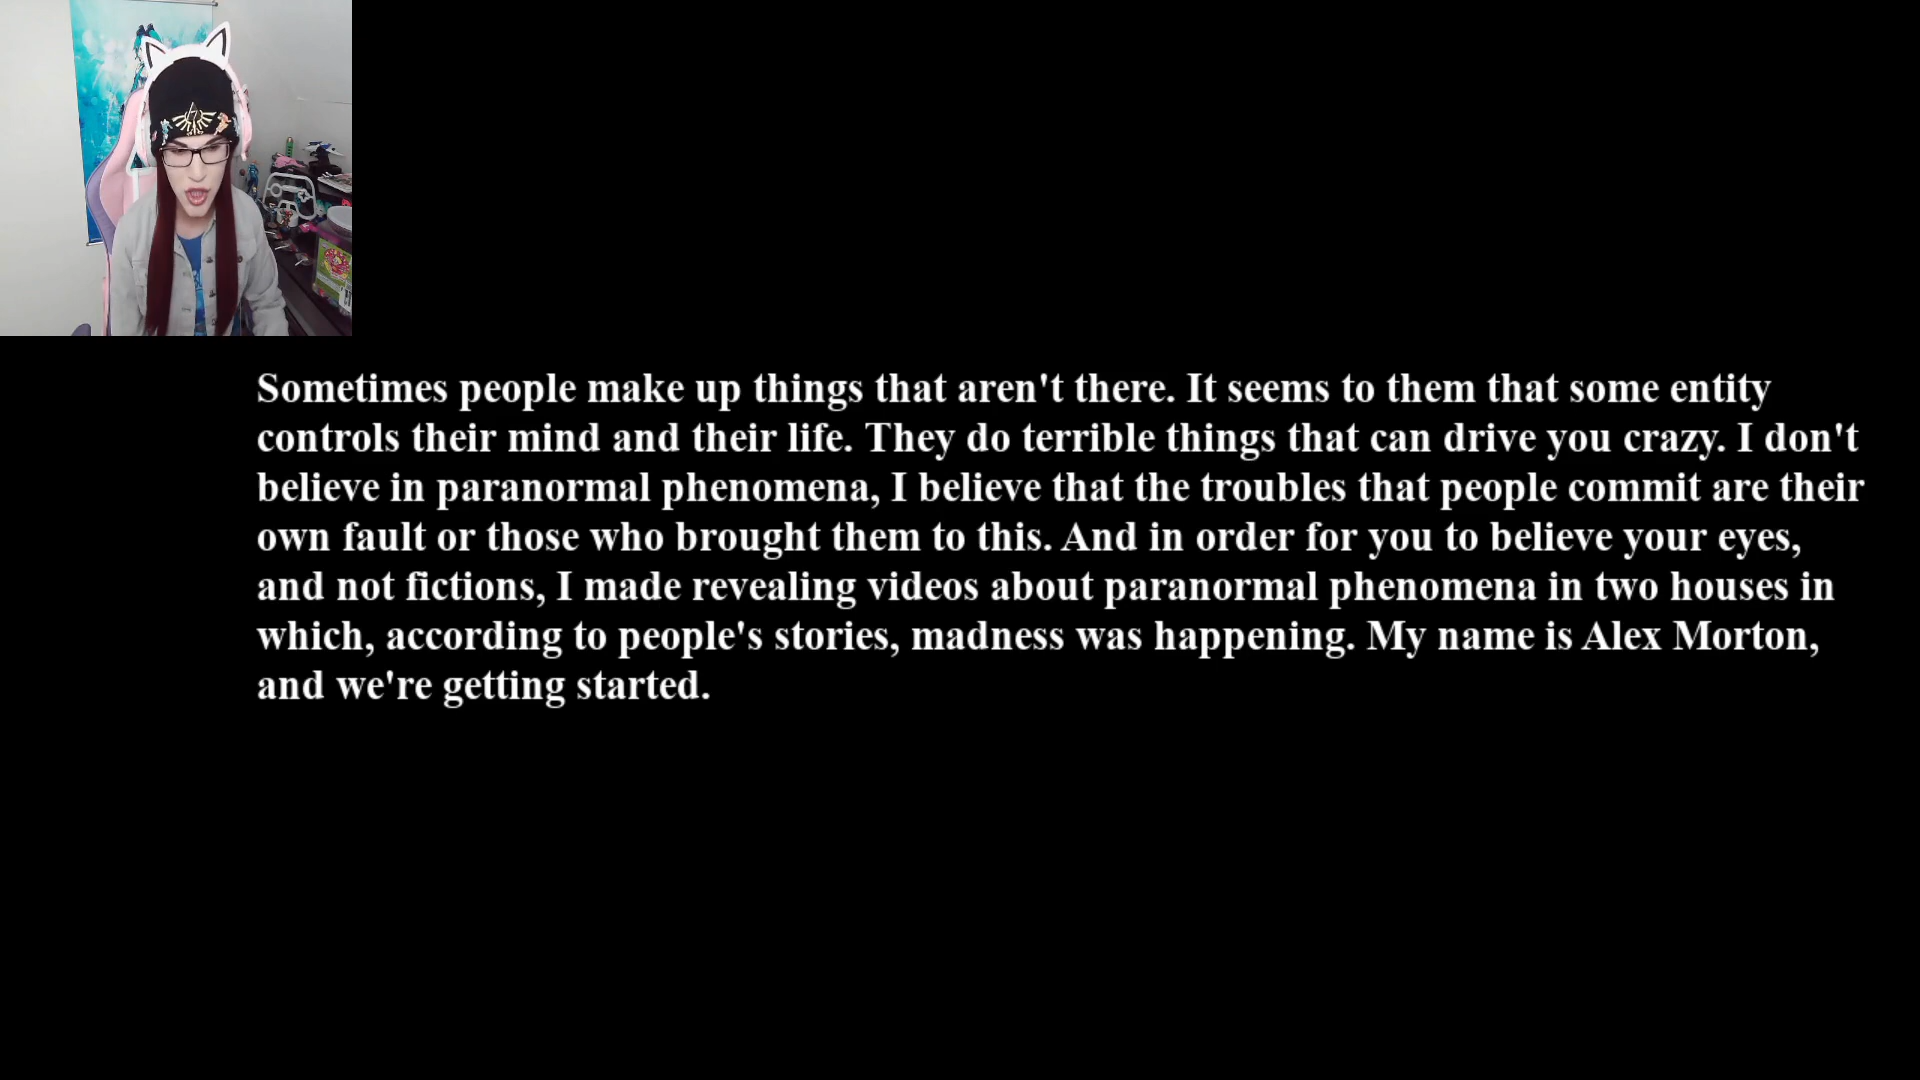 Sometimes people make up things that aren't there. It seems to them that some entity
controls their mind and their life. They do terrible things that can drive you crazy. I don't
believe in paranormal phenomena, I believe that the troubles that people commit are their
own fault or those who brought them to this. And in order for you to believe your eyes,
and not fictions, I made revealing videos about paranormal phenomena in two houses in
which, according to people's stories, madness was happening. My name is Alex Morton,
and we're getting started.